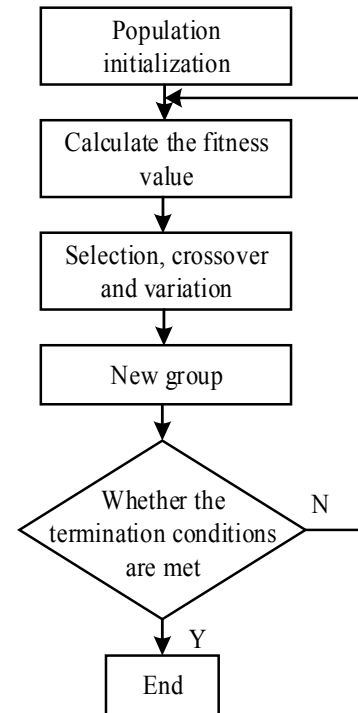 Population
initialization
Calculate the fitness
value
Selection, crossover
and variation
New group
Whether the
termination conditions
are met
N
Y
End